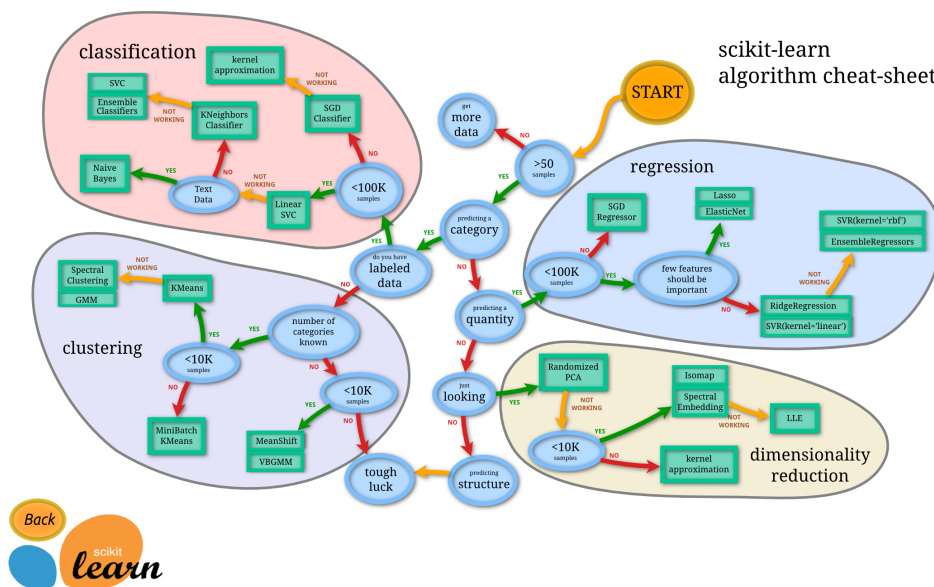 scikit-learn
algorithm cheat-sheet
START
get
more
data
NO
>50
samples
YES
predicting a
category
YES
NO
do you have
labeled
data
YES
NO
predicting a
quantity
YES
NO
just
looking
YES
NO
predicting
structure
tough
luck
classification
kernel
approximation
NOT
WORKING
SVC
Ensemble
Classifiers
NOT
WORKING
KNeighbors
Classifier
SGD
Classifier
NO
NO
Naive
Bayes
YES
Text
Data
NOT
WORKING
Linear
SVC
YES
<100K
samples
regression
SGD
Regressor
NO
<100K
samples
YES
Lasso
ElasticNet
YES
few features
should be
important
NO
SVR(kernel='rbf')
EnsembleRegressors
NOT
WORKING
RidgeRegression
SVR(kernel='linear')
clustering
Spectral
Clustering
GMM
NOT
WORKING
KMeans
YES
<10K
samples
YES
number of
categories
known
NO
NO
MiniBatch
KMeans
<10K
samples
YES
NO
MeanShift
VBGMM
dimensionality
reduction
Randomized
PCA
NOT
WORKING
<10K
samples
YES
NO
Isomap
Spectral
Embedding
NOT
WORKING
LLE
kernel
approximation
Back
scikit
learn